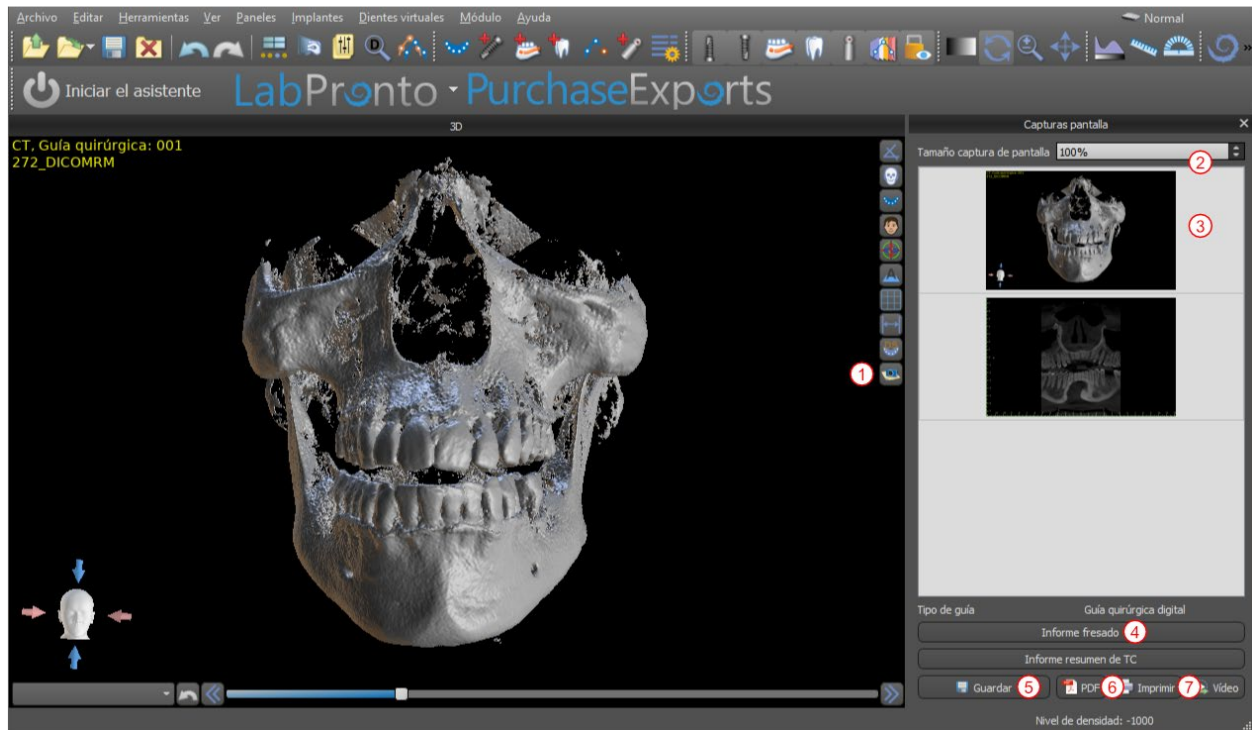 Archivo Editar Herramientas Ver Paneles Implantes Dientes virtuales Módulo Ayuda
Normal
Iniciar el asistente LabPronto PurchaseExports
3D
Capturas pantalla
CT, Guía quirúrgica: 001
272_DICOMRM
Tamaño captura de pantalla 100%
2
3
1
Tipo de guía Guía quirúrgica digital
Informe fresado 4
Informe resumen de TC
Guardar 5 PDF 6 Imprimir 7 Vídeo
Nivel de densidad: -1000